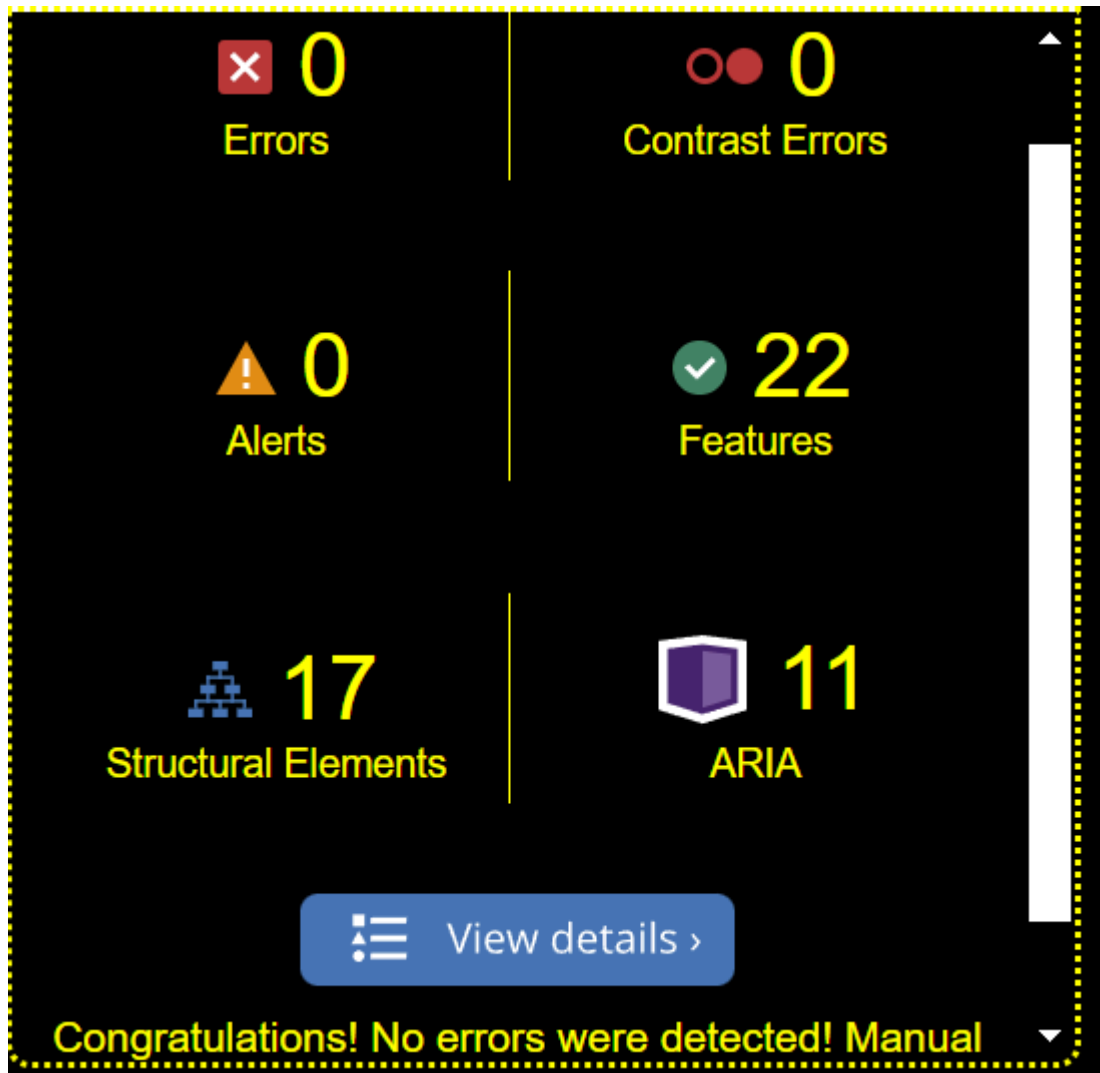 0 0
Errors Contrast Errors
0 22
Alerts Features
17 11
Structural Elements ARIA
View details ›
Congratulations! No errors were detected! Manual